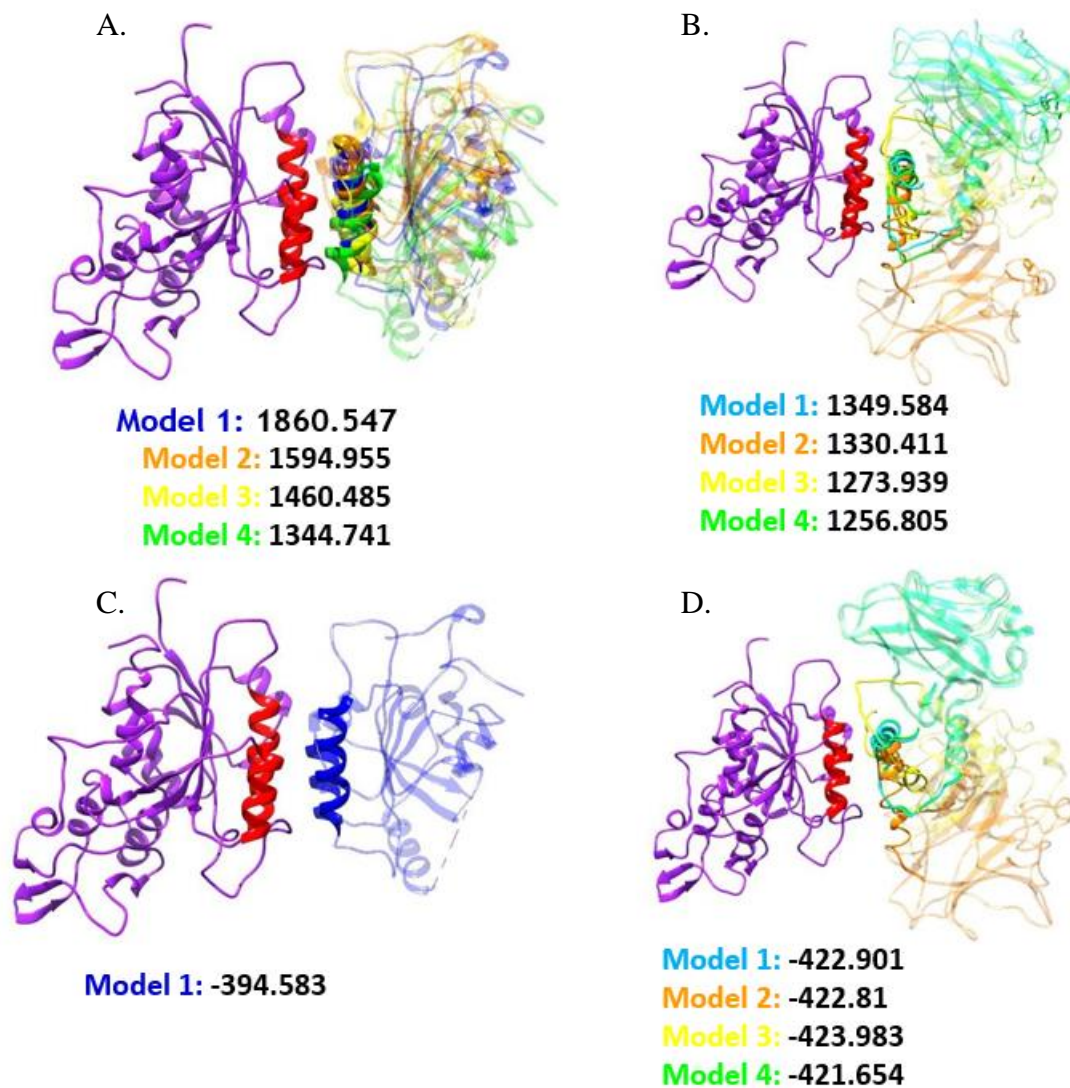 A.
B.
Model 1: 1860.547
Model 2: 1594.955
Model 3: 1460.485
Model 4: 1344.741
Model 1: 1349.584
Model 2: 1330.411
Model 3: 1273.939
Model 4: 1256.805
C.
D.
Model 1: -394.583
Model 1: -422.901
Model 2: -422.81
Model 3: -423.983
Model 4: -421.654